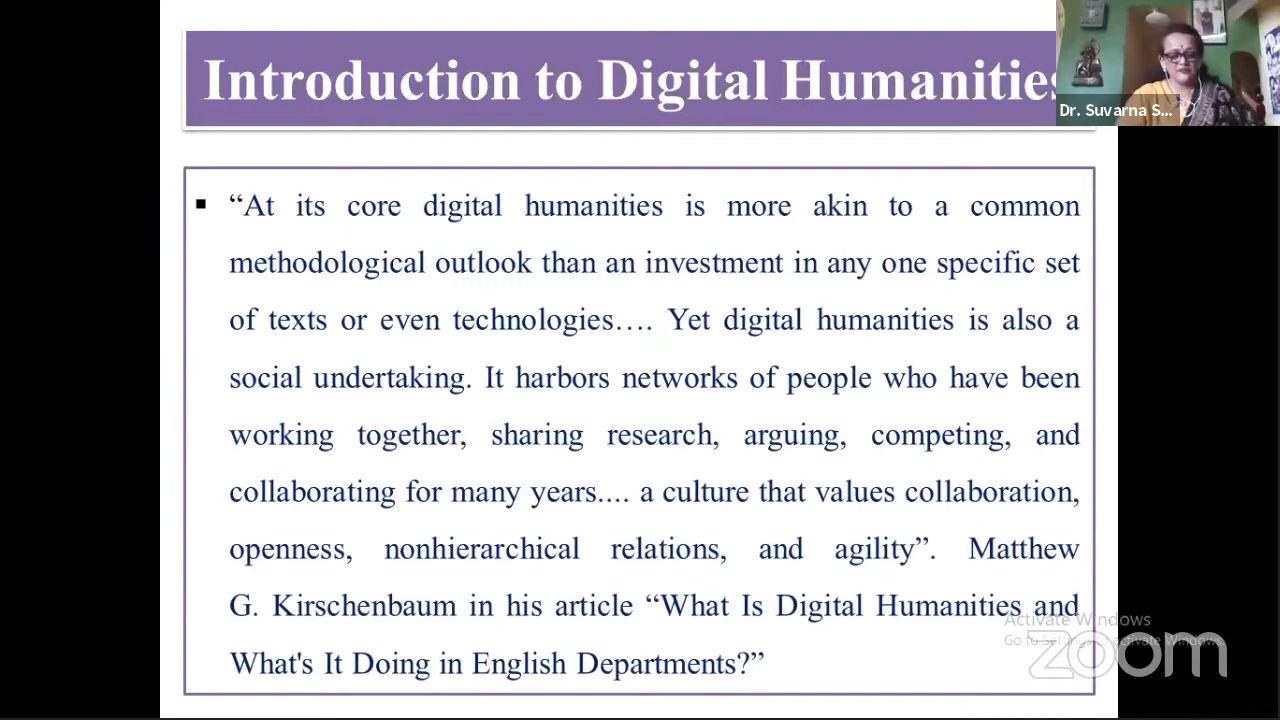 Introduction to Digital Humanities
Dr. Suvarna S...
▪ “At its core digital humanities is more akin to a common
methodological outlook than an investment in any one specific set
of texts or even technologies…. Yet digital humanities is also a
social undertaking. It harbors networks of people who have been
working together, sharing research, arguing, competing, and
collaborating for many years.... a culture that values collaboration,
openness, nonhierarchical relations, and agility”. Matthew
G. Kirschenbaum in his article “What Is Digital Humanities and
What's It Doing in English Departments?”
Activate Windows
Go to Settings to activate Windows.
zoom